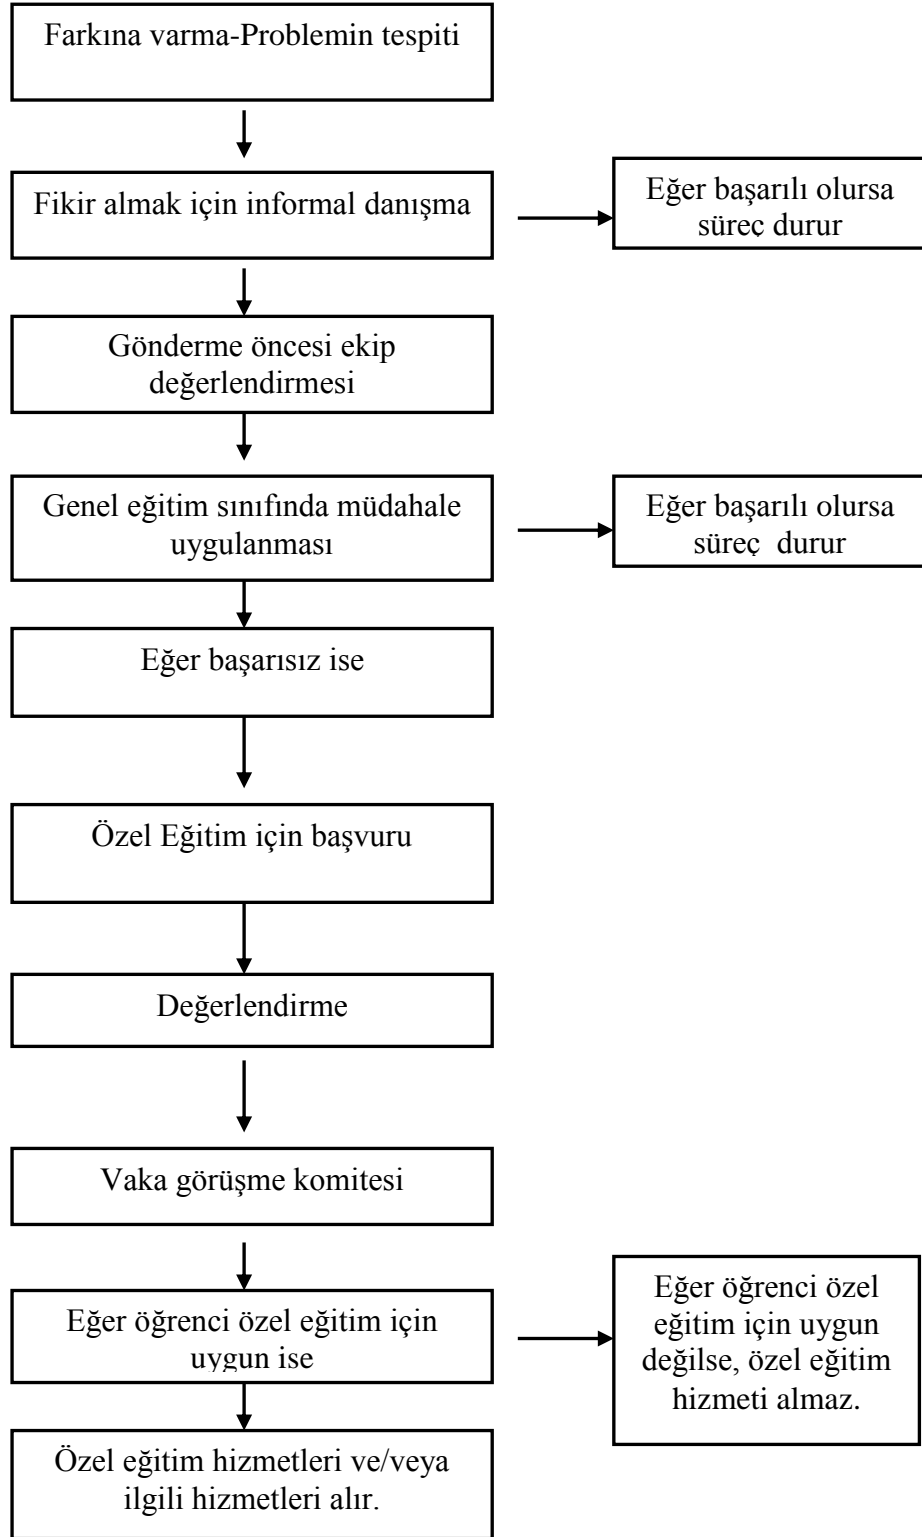 Farkına varma-Problemin tespiti
Fikir almak için informal danışma
Eğer başarılı olursa
süreç durur
Gönderme öncesi ekip
değerlendirmesi
Genel eğitim sınıfında müdahale
uygulanması
Eğer başarılı olursa
süreç durur
Eğer başarısız ise
Özel Eğitim için başvuru
Değerlendirme
Vaka görüşme komitesi
Eğer öğrenci özel eğitim için
uygun ise
Eğer öğrenci özel
eğitim için uygun
değilse, özel eğitim
hizmeti almaz.
Özel eğitim hizmetleri ve/veya
ilgili hizmetleri alır.